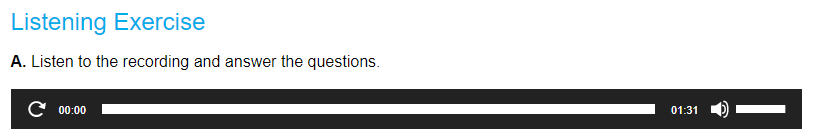 Listening Exercise
A. Listen to the recording and answer the questions.
00:00 01:31